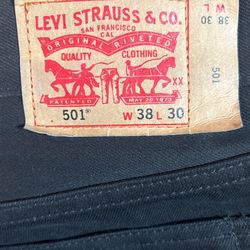 LEVI STRAUSS & CO.
SAN FRANCISCO
CAL
ORIGINAL RIVETED
QUALITY CLOTHING
XX
PATENTED MAY 20 1873
501® W 38 L 30
501
38 30
W L